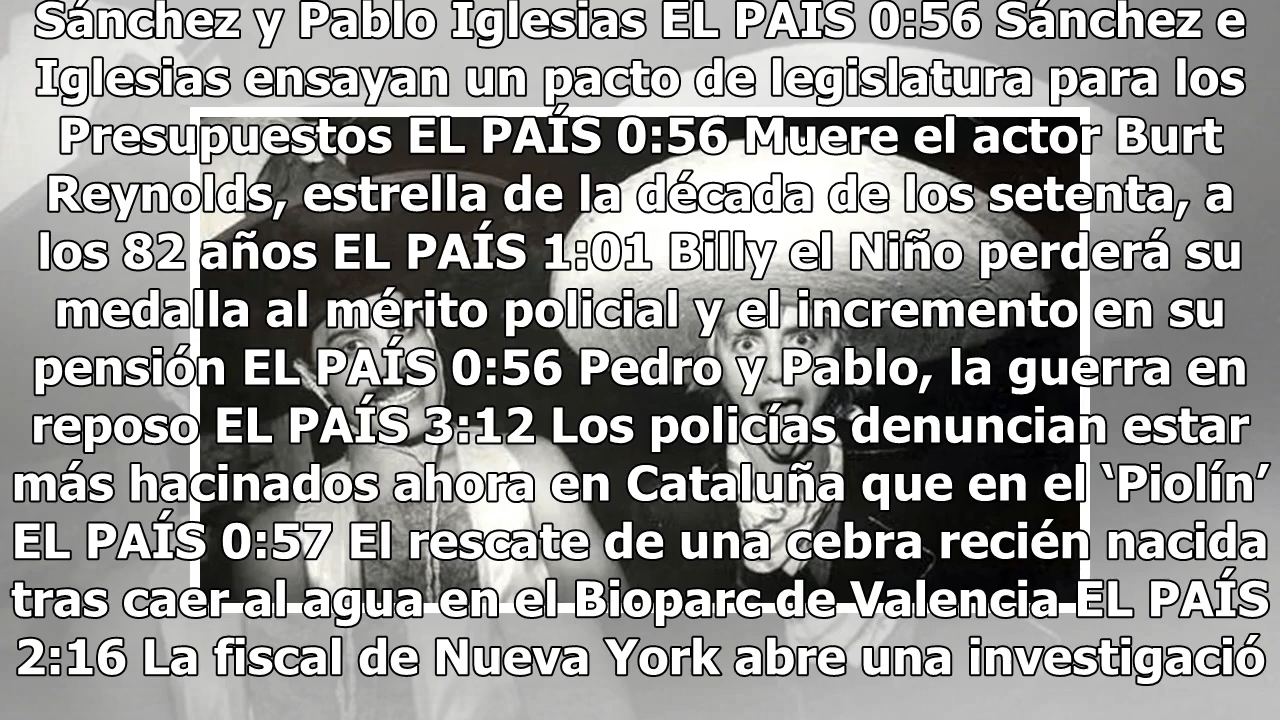 Sánchez y Pablo Iglesias EL PAÍS 0:56 Sánchez e
Iglesias ensayan un pacto de legislatura para los
Presupuestos EL PAÍS 0:56 Muere el actor Burt
Reynolds, estrella de la década de los setenta, a
los 82 años EL PAÍS 1:01 Billy el Niño perderá su
medalla al mérito policial y el incremento en su
pensión EL PAÍS 0:56 Pedro y Pablo, la guerra en
reposo EL PAÍS 3:12 Los policías denuncian estar
más hacinados ahora en Cataluña que en el ‘Piolín’
EL PAÍS 0:57 El rescate de una cebra recién nacida
tras caer al agua en el Bioparc de Valencia EL PAÍS
2:16 La fiscal de Nueva York abre una investigació